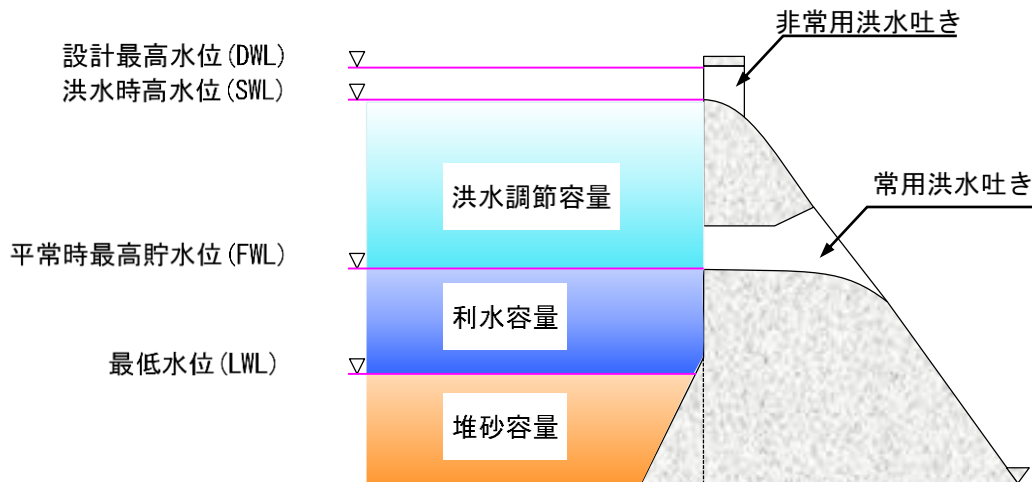 非常用洪水吐き
設計最高水位(DWL)
洪水時高水位(SWL)
洪水調節容量
常用洪水吐き
平常時最高貯水位(FWL)
利水容量
最低水位(LWL)
堆砂容量